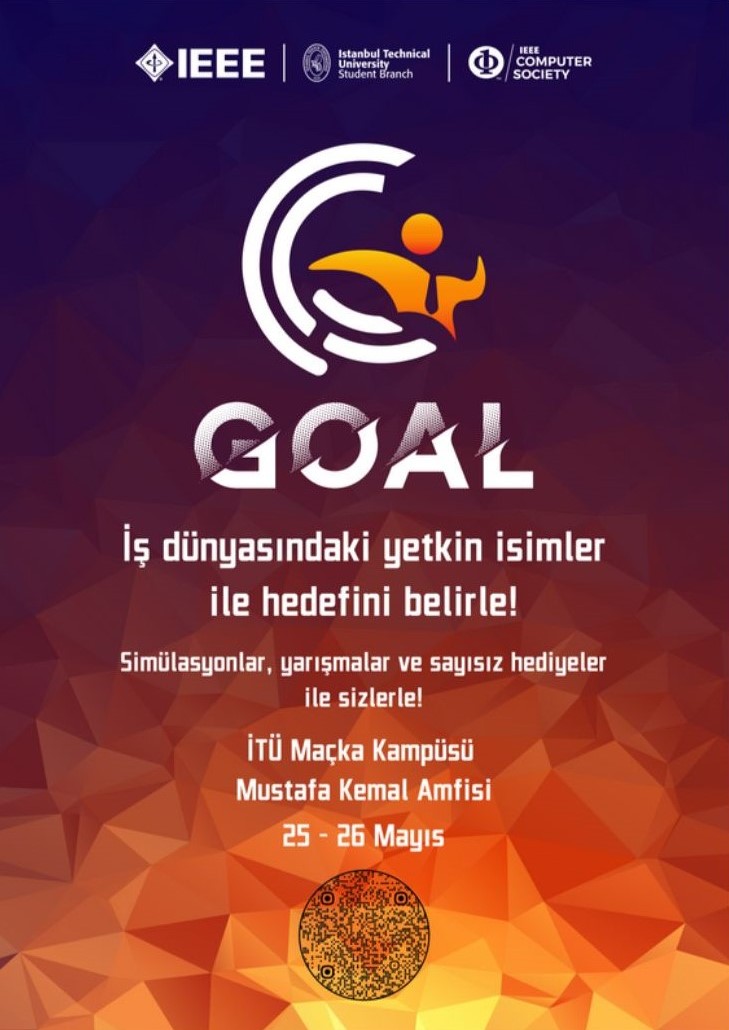 IEEE
Istanbul Technical
University
Student Branch
IEEE
COMPUTER
SOCIETY
GOAL
İş dünyasındaki yetkin isimler
ile hedefini belirle!
Simülasyonlar, yarışmalar ve sayısız hediyeler
ile sizlerle!
İTÜ Maçka Kampüsü
Mustafa Kemal Amfisi
25 - 26 Mayıs